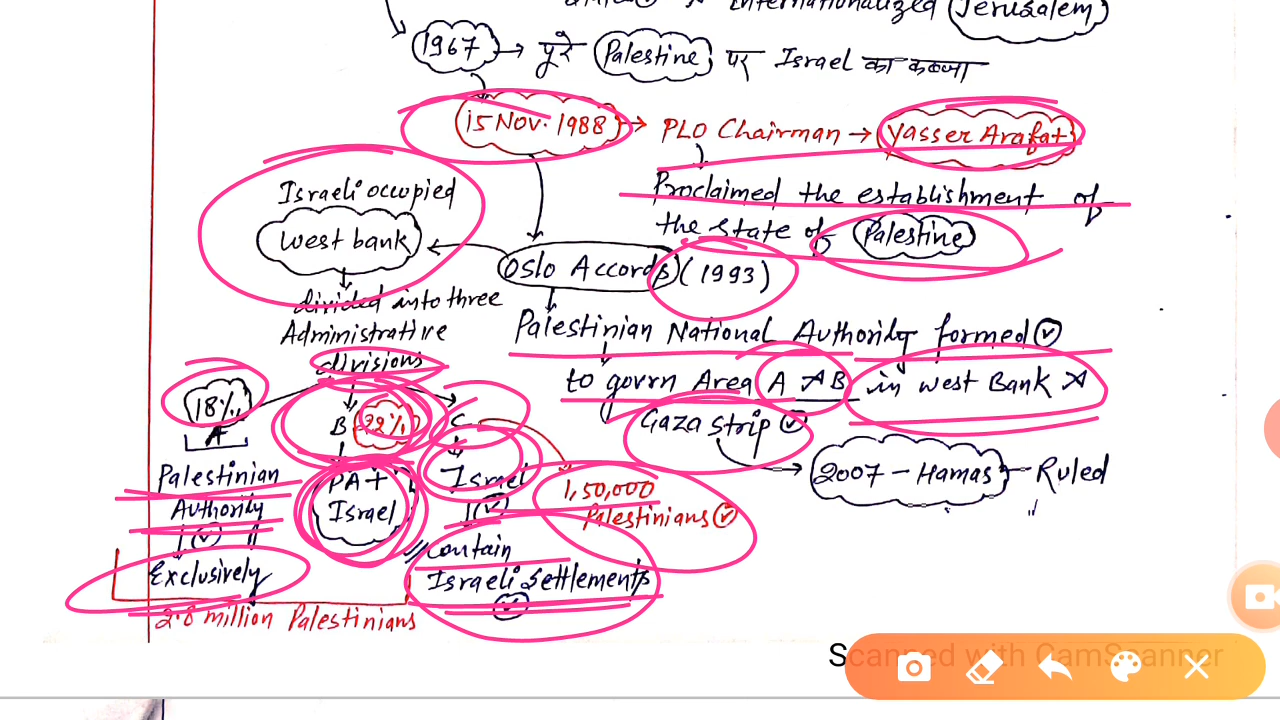 Internationalized Jerusalem
1967 → पूरे Palestine पर Israel का कब्जा
15 Nov. 1988 → PLO Chairman → Yasser Arafat
Proclaimed the establishment of
the state of Palestine
Israeli occupied
West bank
Oslo Accords (1993)
divided into three
Administrative
divisions
Palestinian National Authority formed
to govrn Area A & B in west Bank &
Gaza strip
2007 - Hamas - Ruled
18%
A
B 22%
C
Palestinian
Authority
Exclusively
PA +
Israel
Israel
1,50,000
Palestinians
contain
Israeli Settlements
2.8 million Palestinians
Scanned with CamScanner